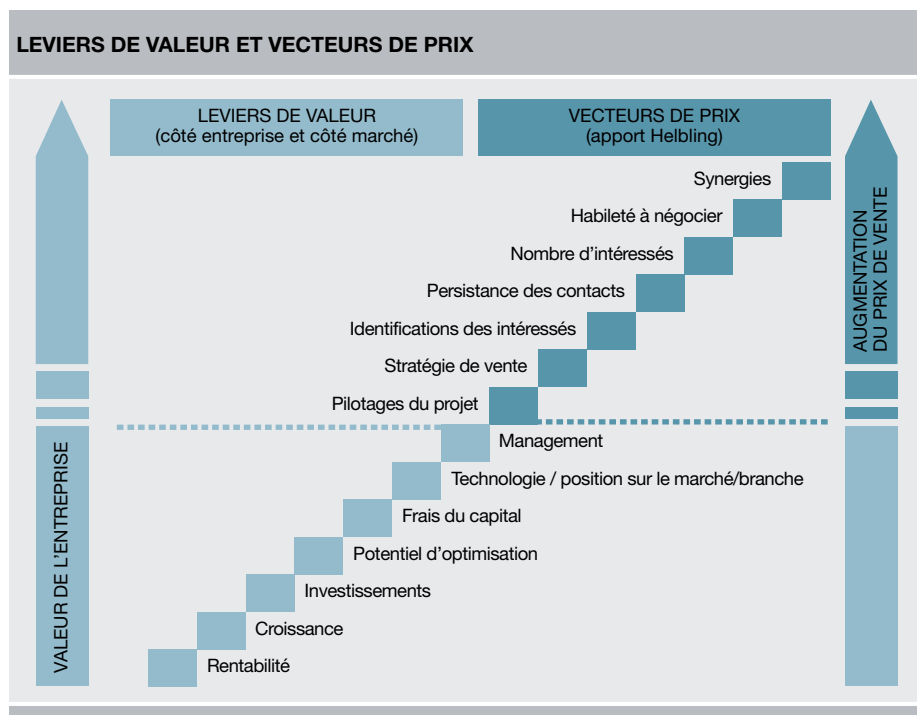 LEVIERS DE VALEUR ET VECTEURS DE PRIX
LEVIERS DE VALEUR
(côté entreprise et côté marché)
VECTEURS DE PRIX
(apport Helbling)
Synergies
Habileté à négocier
Nombre d'intéressés
Persistance des contacts
Identifications des intéressés
Stratégie de vente
Pilotages du projet
Management
Technologie / position sur le marché/branche
Frais du capital
Potentiel d'optimisation
Investissements
Croissance
Rentabilité
VALEUR DE L'ENTREPRISE
AUGMENTATION
DU PRIX DE VENTE